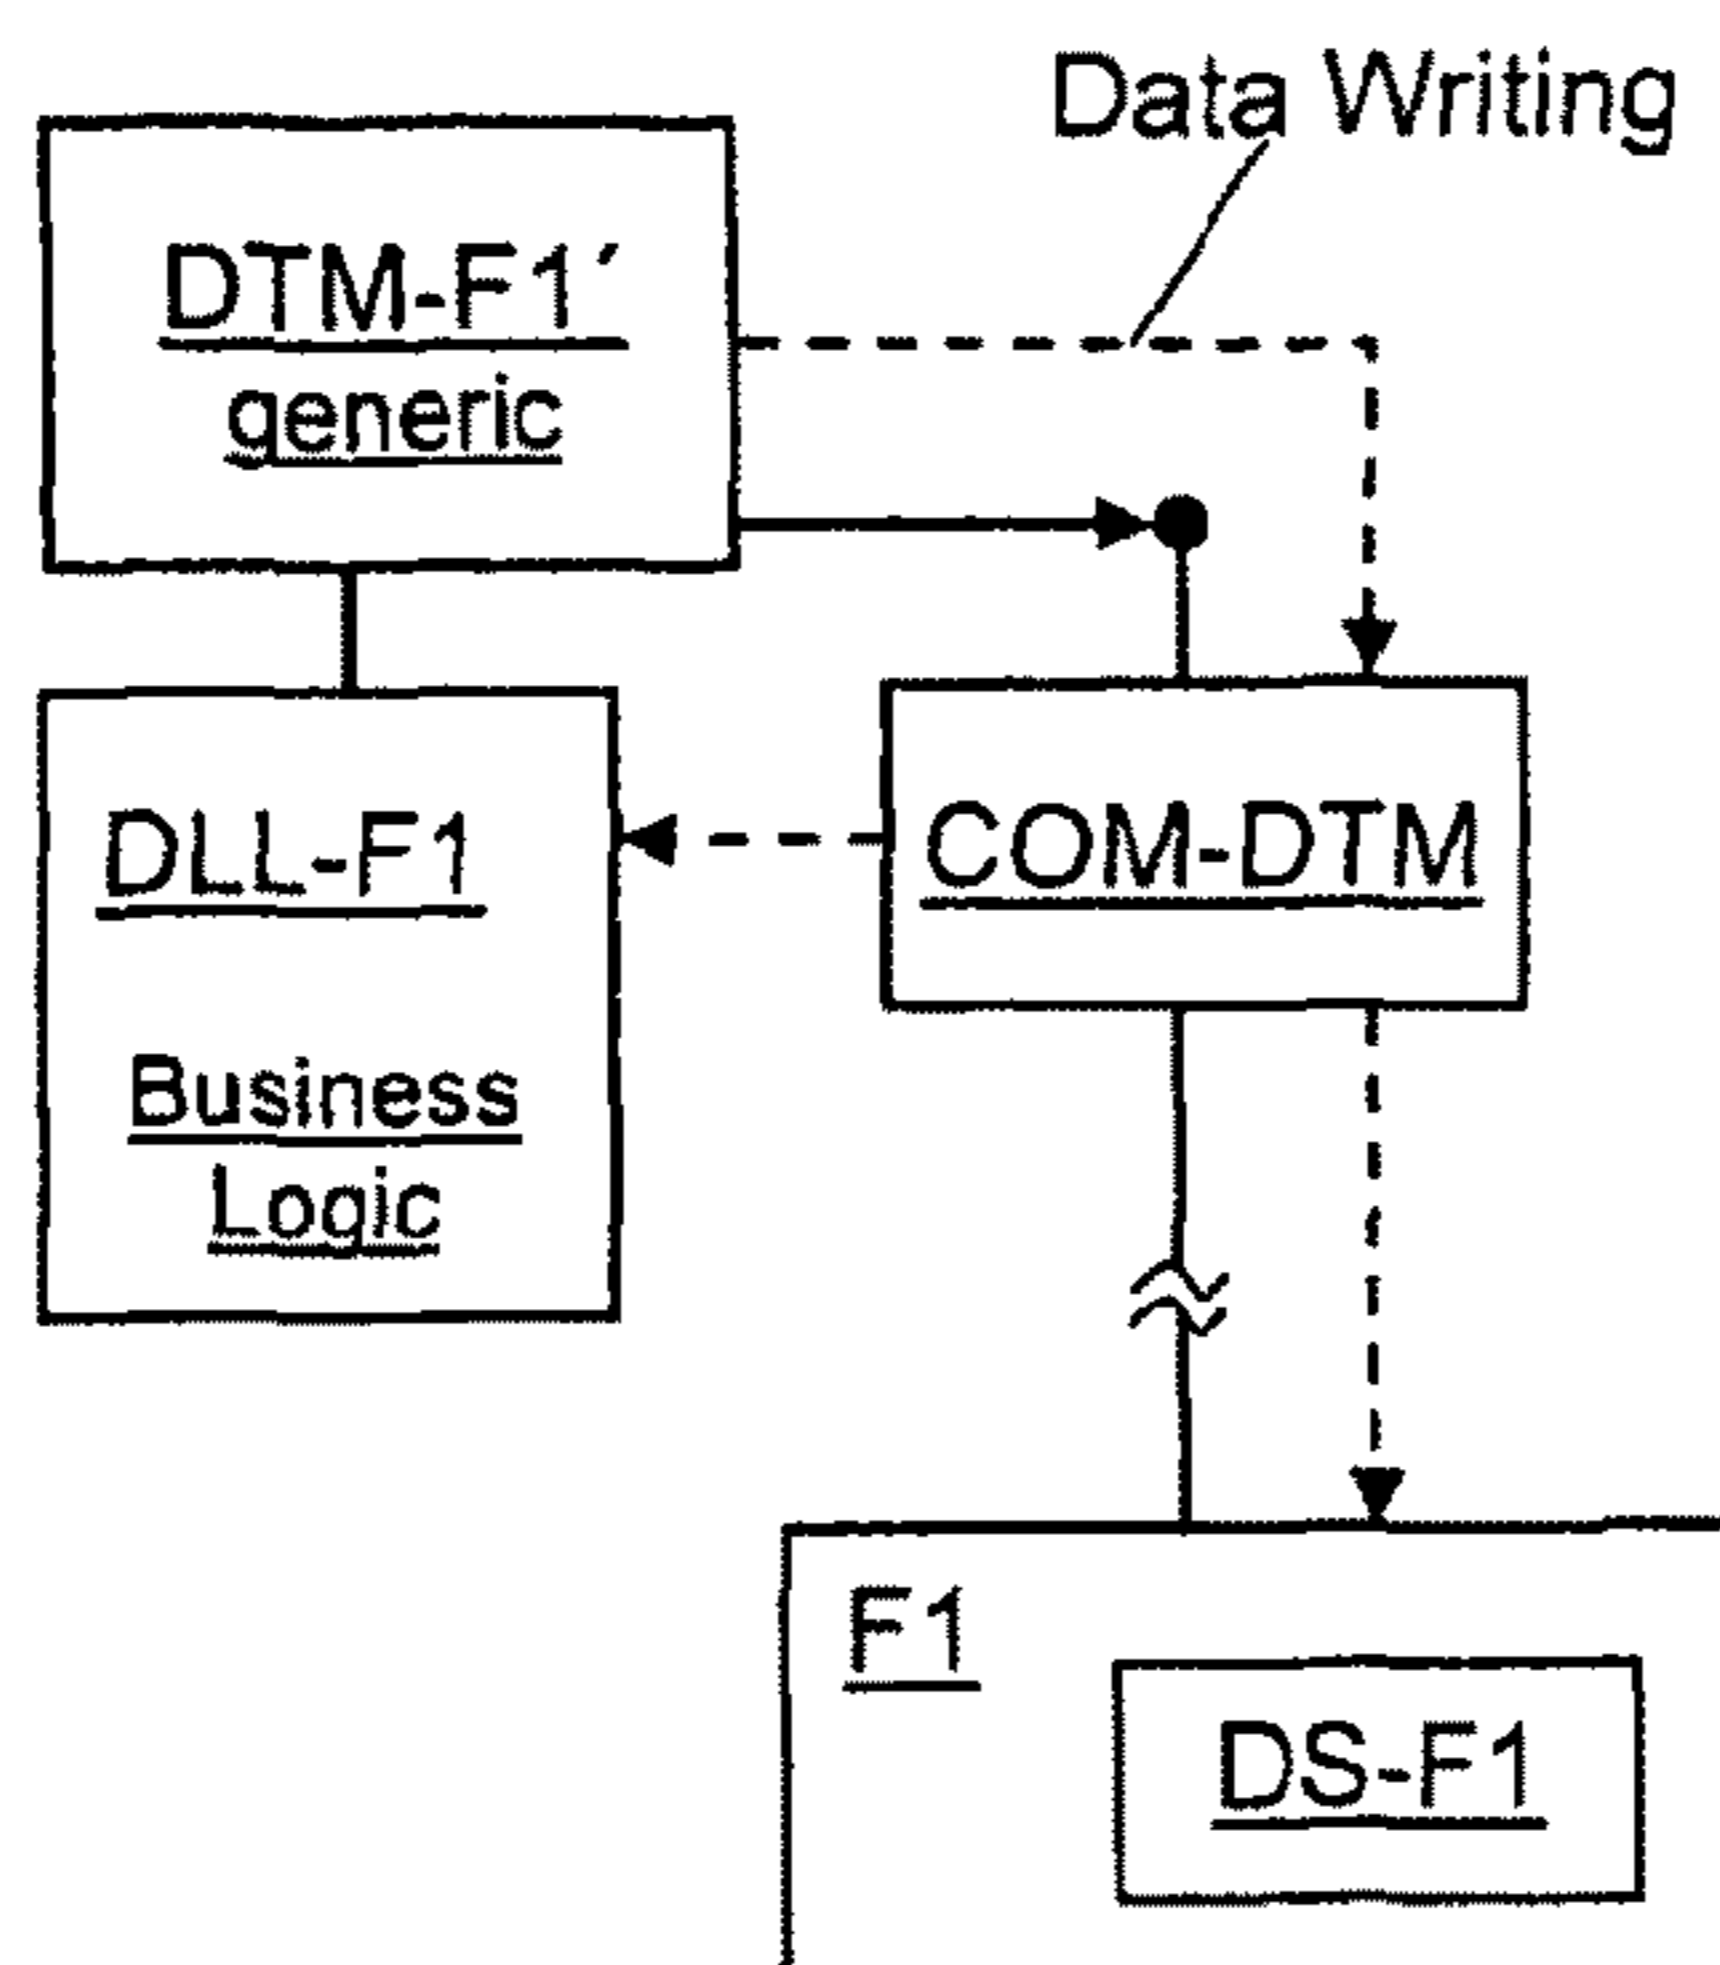 Data Writing
DTM-F1´
generic
DLL-F1
Business
Logic
COM-DTM
F1
DS-F1